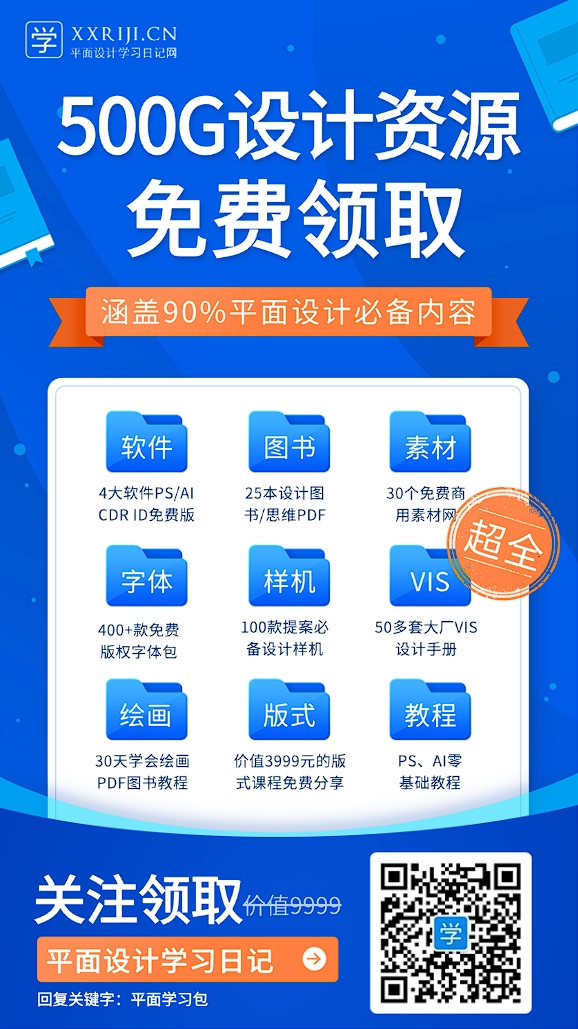 学
XXRIJI.CN
平面设计学习日记网
500G设计资源
免费领取
涵盖90%平面设计必备内容
软件
4大软件PS/AI
CDR ID免费版
图书
25本设计图
书/思维PDF
素材
30个免费商
用素材网
超全
字体
400+款免费
版权字体包
样机
100款提案必
备设计样机
VIS
50多套大厂VIS
设计手册
绘画
30天学会绘画
PDF图书教程
版式
价值3999元的版
式课程免费分享
教程
PS、AI零
基础教程
关注领取价值9999
平面设计学习日记
回复关键字：平面学习包
学